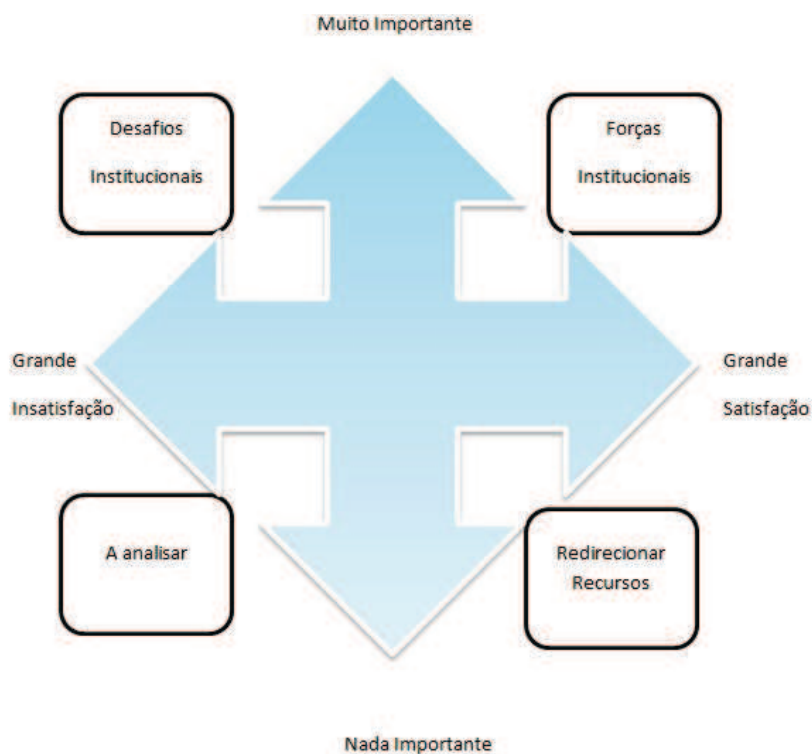 Muito Importante
Desafios
Institucionais
Forças
Institucionais
Grande
Insatisfação
Grande
Satisfação
A analisar
Redirecionar
Recursos
Nada Importante